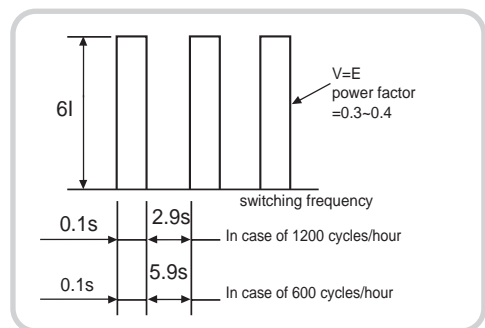 V=E
power factor
=0.3~0.4
6I
switching frequency
0.1s
2.9s
In case of 1200 cycles/hour
0.1s
5.9s
In case of 600 cycles/hour